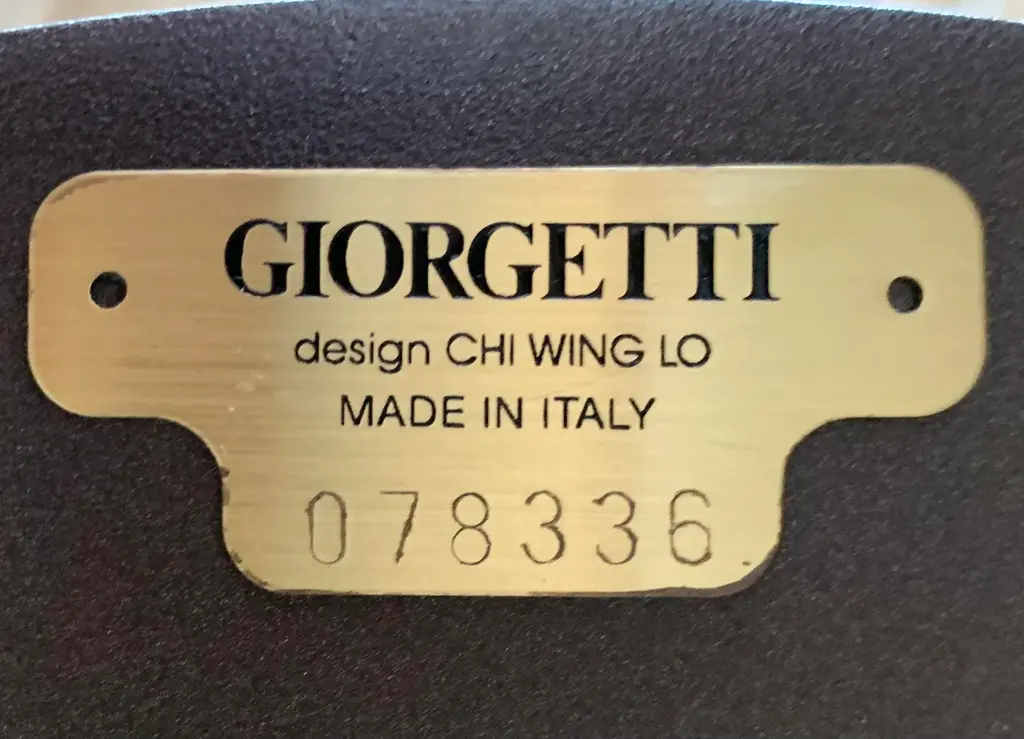 GIORGETTI
design CHI WING LO
MADE IN ITALY
078336